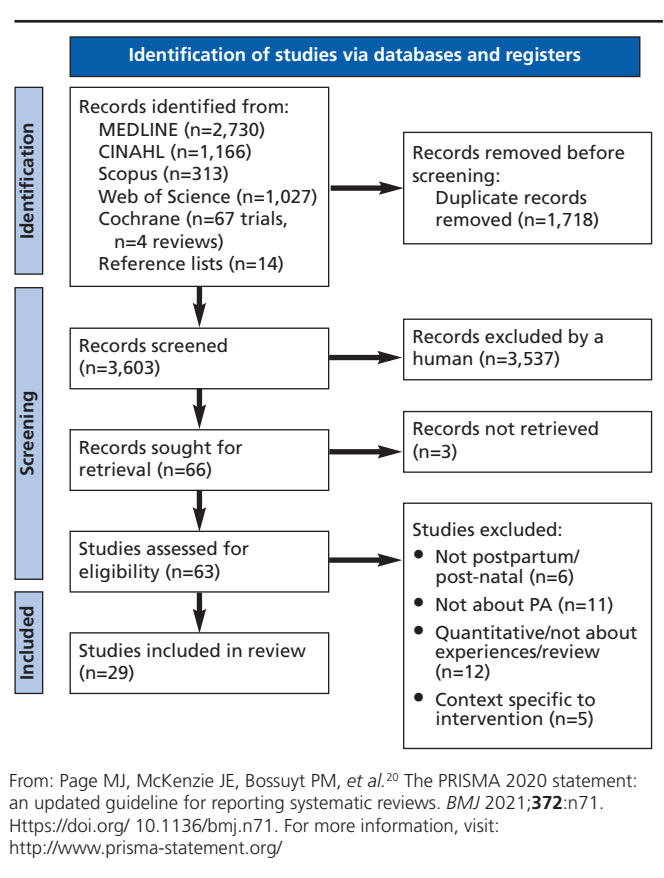 Identification of studies via databases and registers
Identification
Records identified from:
MEDLINE (n=2,730)
CINAHL (n=1,166)
Scopus (n=313)
Web of Science (n=1,027)
Cochrane (n=67 trials,
n=4 reviews)
Reference lists (n=14)
Records removed before
screening:
Duplicate records
removed (n=1,718)
Screening
Records screened
(n=3,603)
Records excluded by a
human (n=3,537)
Records sought for
retrieval (n=66)
Records not retrieved
(n=3)
Studies assessed for
eligibility (n=63)
Studies excluded:
● Not postpartum/
post-natal (n=6)
● Not about PA (n=11)
● Quantitative/not about
experiences/review
(n=12)
● Context specific to
intervention (n=5)
Included
Studies included in review
(n=29)
From: Page MJ, McKenzie JE, Bossuyt PM, et al.20 The PRISMA 2020 statement:
an updated guideline for reporting systematic reviews. BMJ 2021;372:n71.
Https://doi.org/ 10.1136/bmj.n71. For more information, visit:
http://www.prisma-statement.org/